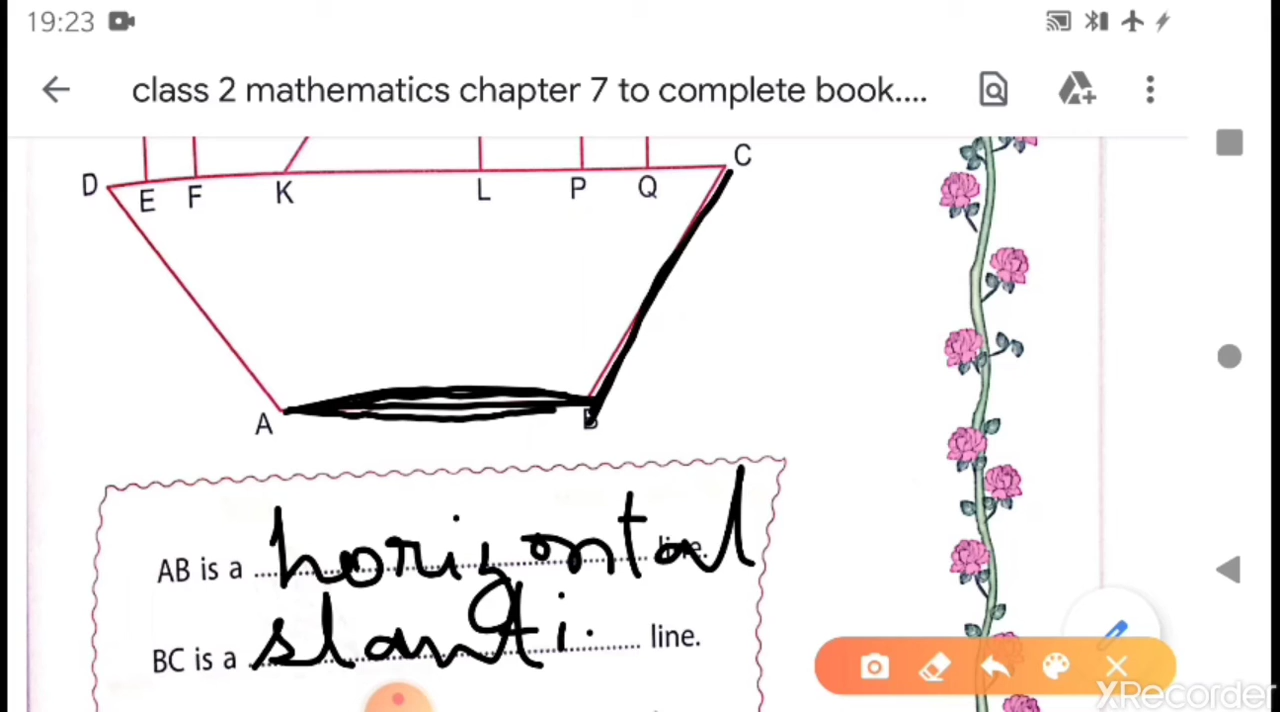 19:23
class 2 mathematics chapter 7 to complete book....
C
D E F K L P Q
A B
AB is a horizontal line.
BC is a slanti line.
XRecorder